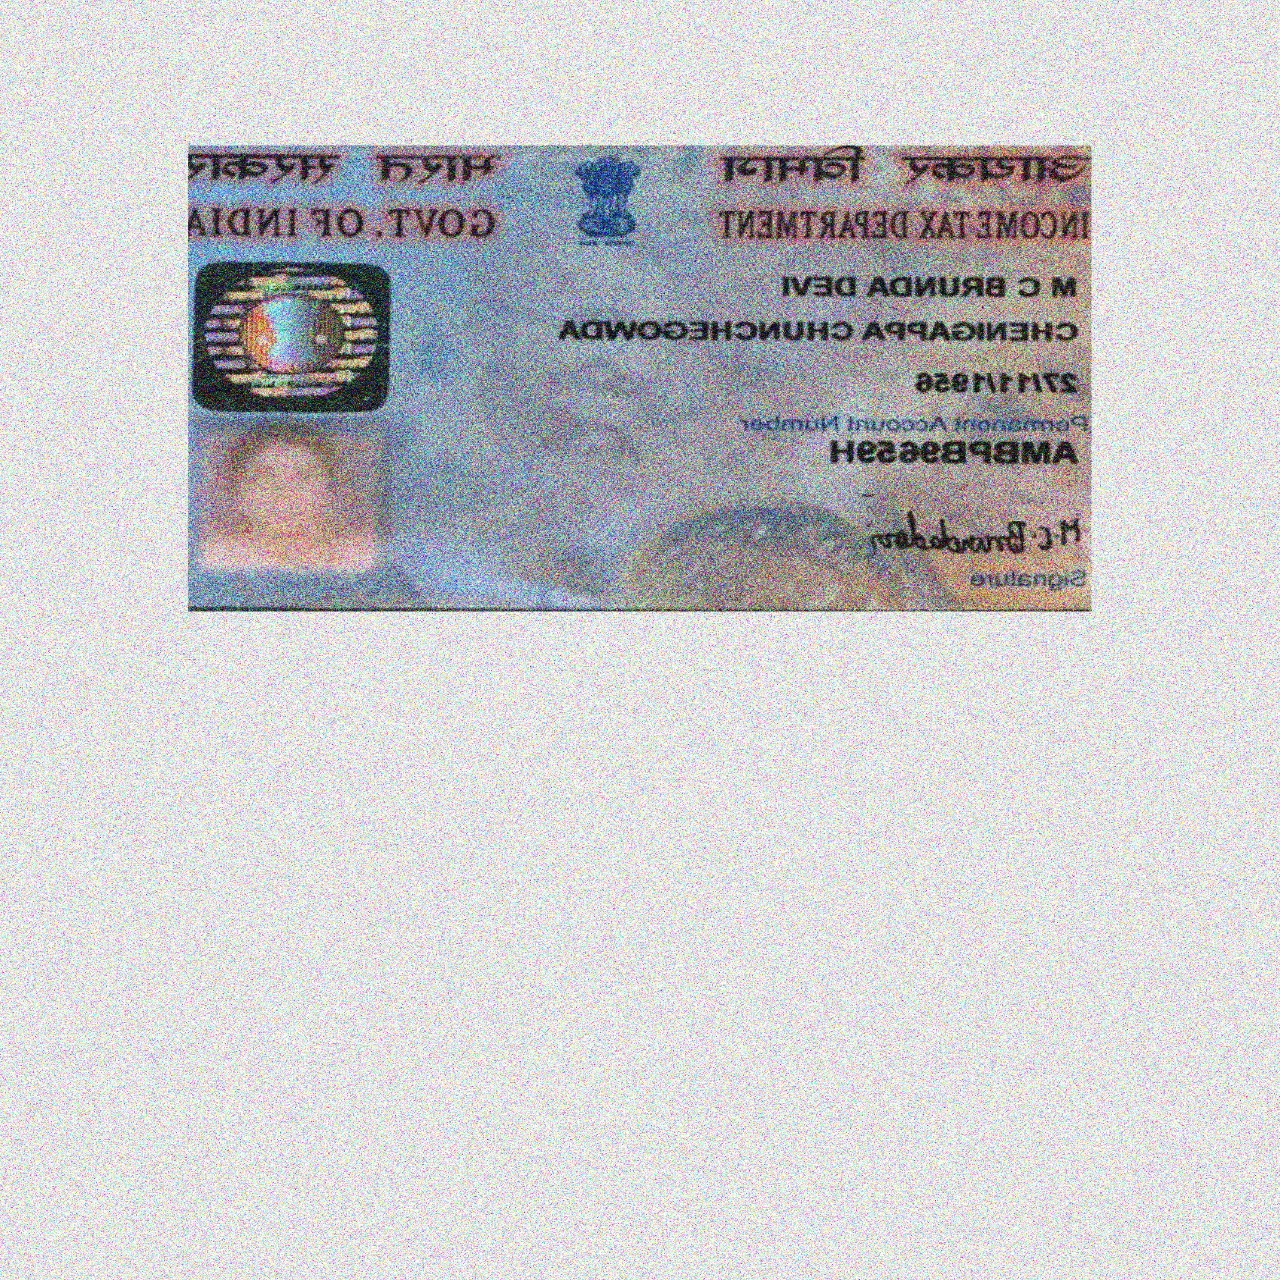 आयकर विभाग भारत सरकार
INCOME TAX DEPARTMENT GOVT. OF INDIA
M C BRUNDA DEVI
CHENIGAPPA CHUNCHEGOWDA
27/11/1956
Permanent Account Number
AMBPB9659H
M.C.Brundadevi
Signature